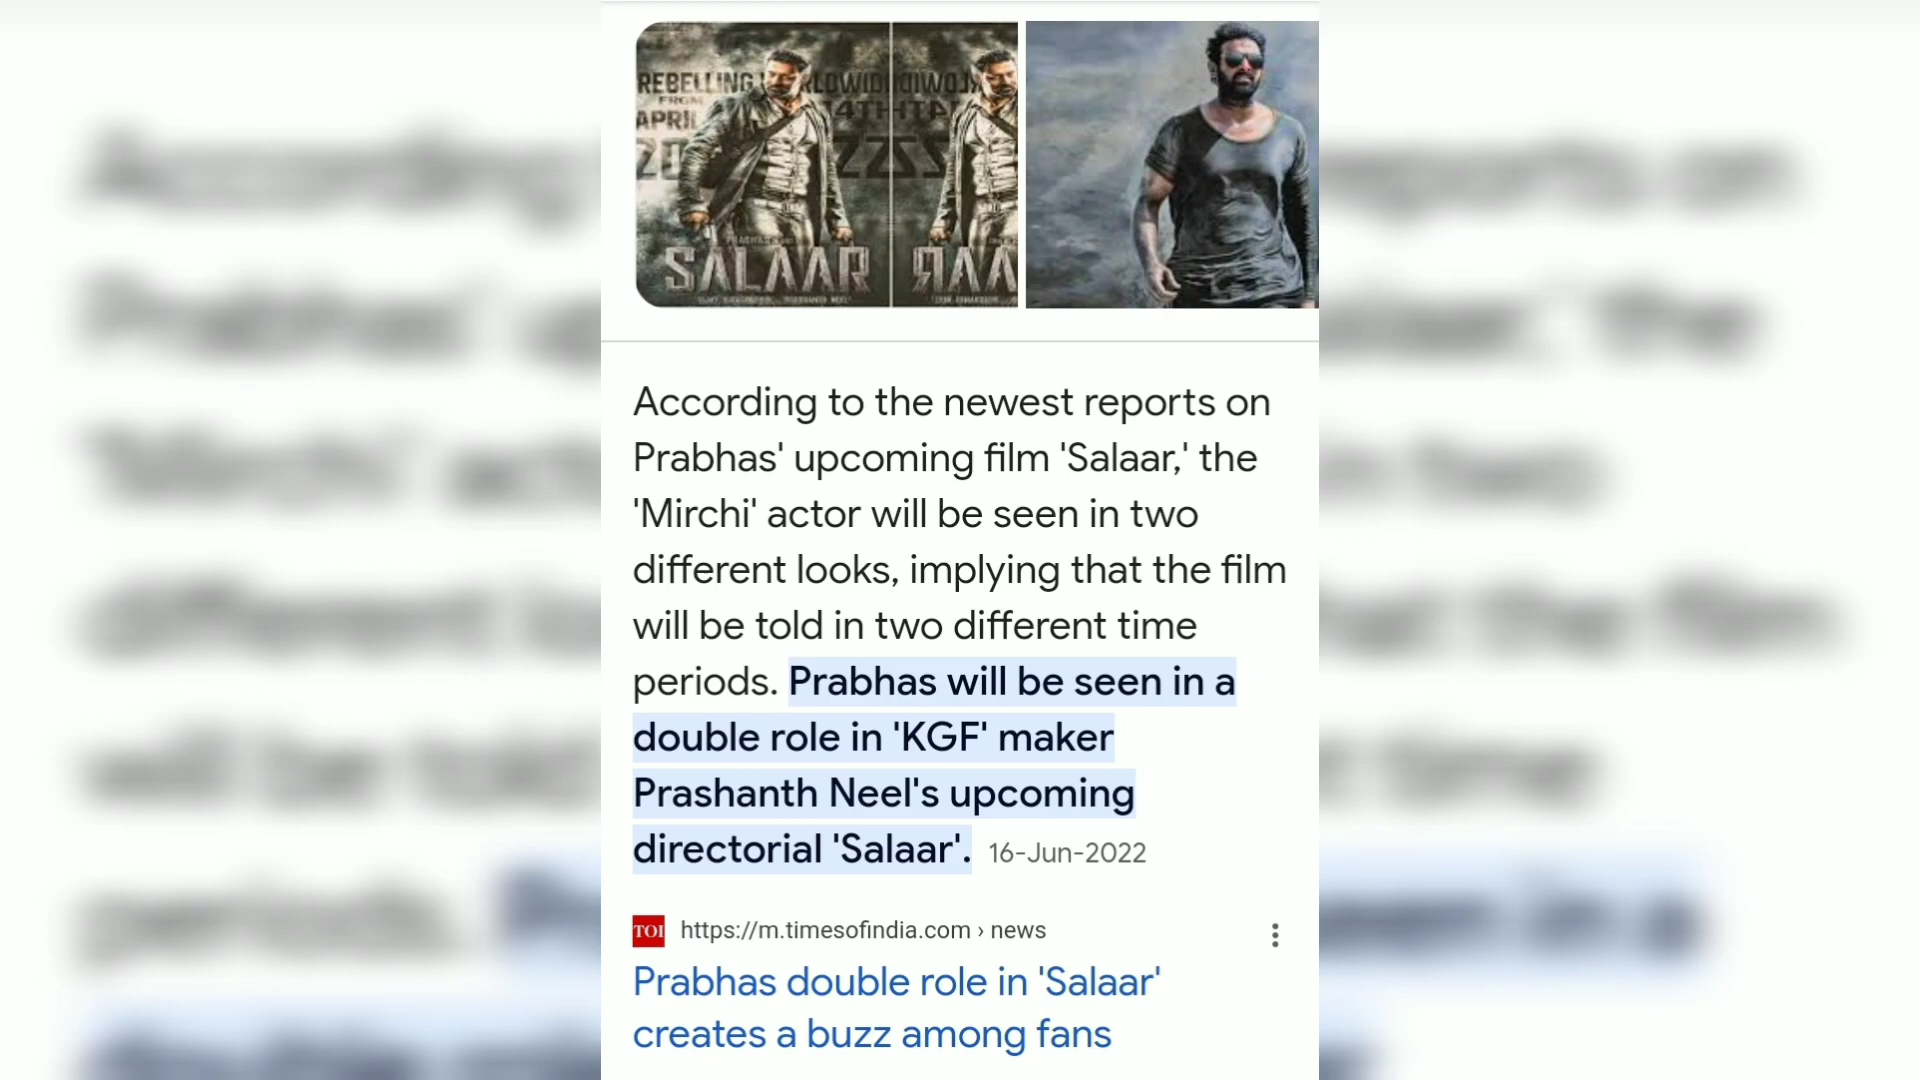 REBELLING WORLDWIDE
FROM
APRIL 14TH
SALAAR
According to the newest reports on
Prabhas' upcoming film 'Salaar,' the
'Mirchi' actor will be seen in two
different looks, implying that the film
will be told in two different time
periods. Prabhas will be seen in a
double role in 'KGF' maker
Prashanth Neel's upcoming
directorial 'Salaar'. 16-Jun-2022
TOI https://m.timesofindia.com › news
Prabhas double role in 'Salaar'
creates a buzz among fans